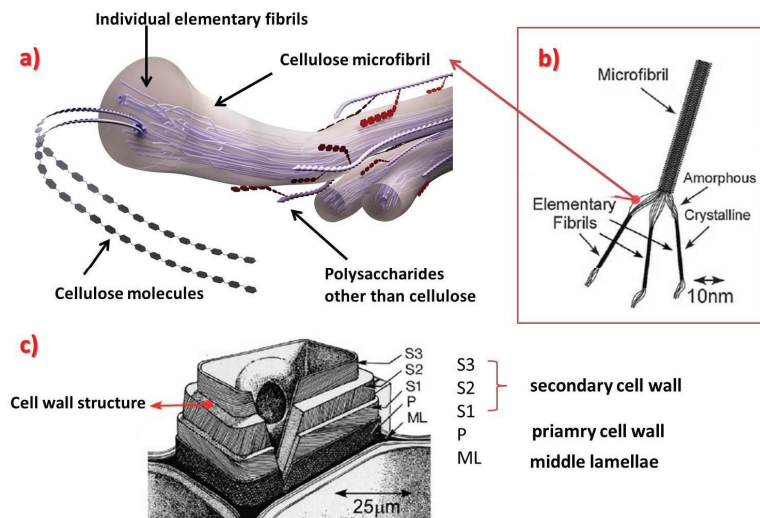 Individual elementary fibrils
a)
Cellulose microfibril
Cellulose molecules
Polysaccharides
other than cellulose
b)
Microfibril
Amorphous
Elementary
Fibrils
Crystalline
10nm
c)
Cell wall structure
S3
S2
S1
P
ML
25μm
S3
S2
S1
secondary cell wall
P
priamry cell wall
ML
middle lamellae